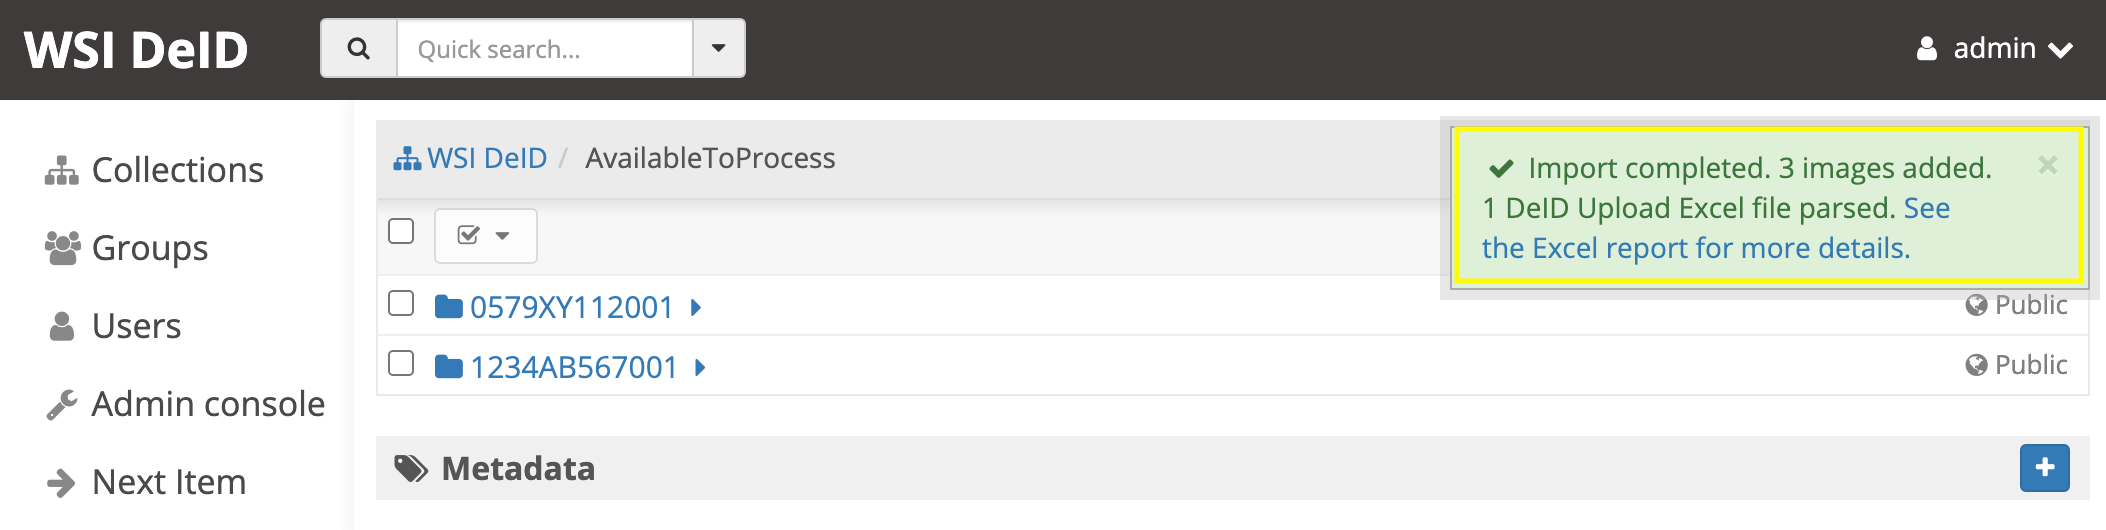 WSI DeID
Quick search...
admin
Collections
Groups
Users
Admin console
Next Item
WSI DeID / AvailableToProcess
Import completed. 3 images added.
1 DeID Upload Excel file parsed. See
the Excel report for more details.
0579XY112001
Public
1234AB567001
Public
Metadata